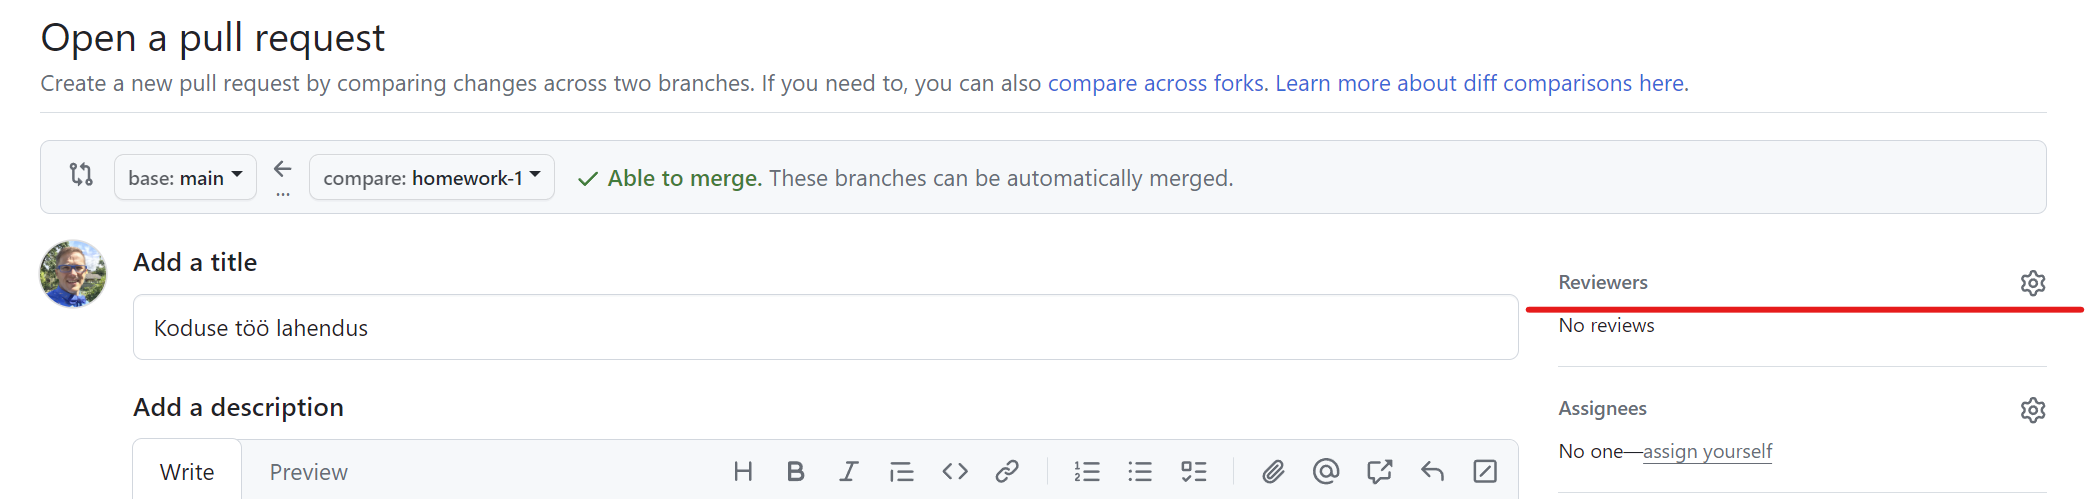 Open a pull request
Create a new pull request by comparing changes across two branches. If you need to, you can also compare across forks. Learn more about diff comparisons here.
base: main
...
compare: homework-1
Able to merge. These branches can be automatically merged.
Add a title
Koduse töö lahendus
Reviewers
No reviews
Add a description
Assignees
No one—assign yourself
Write Preview